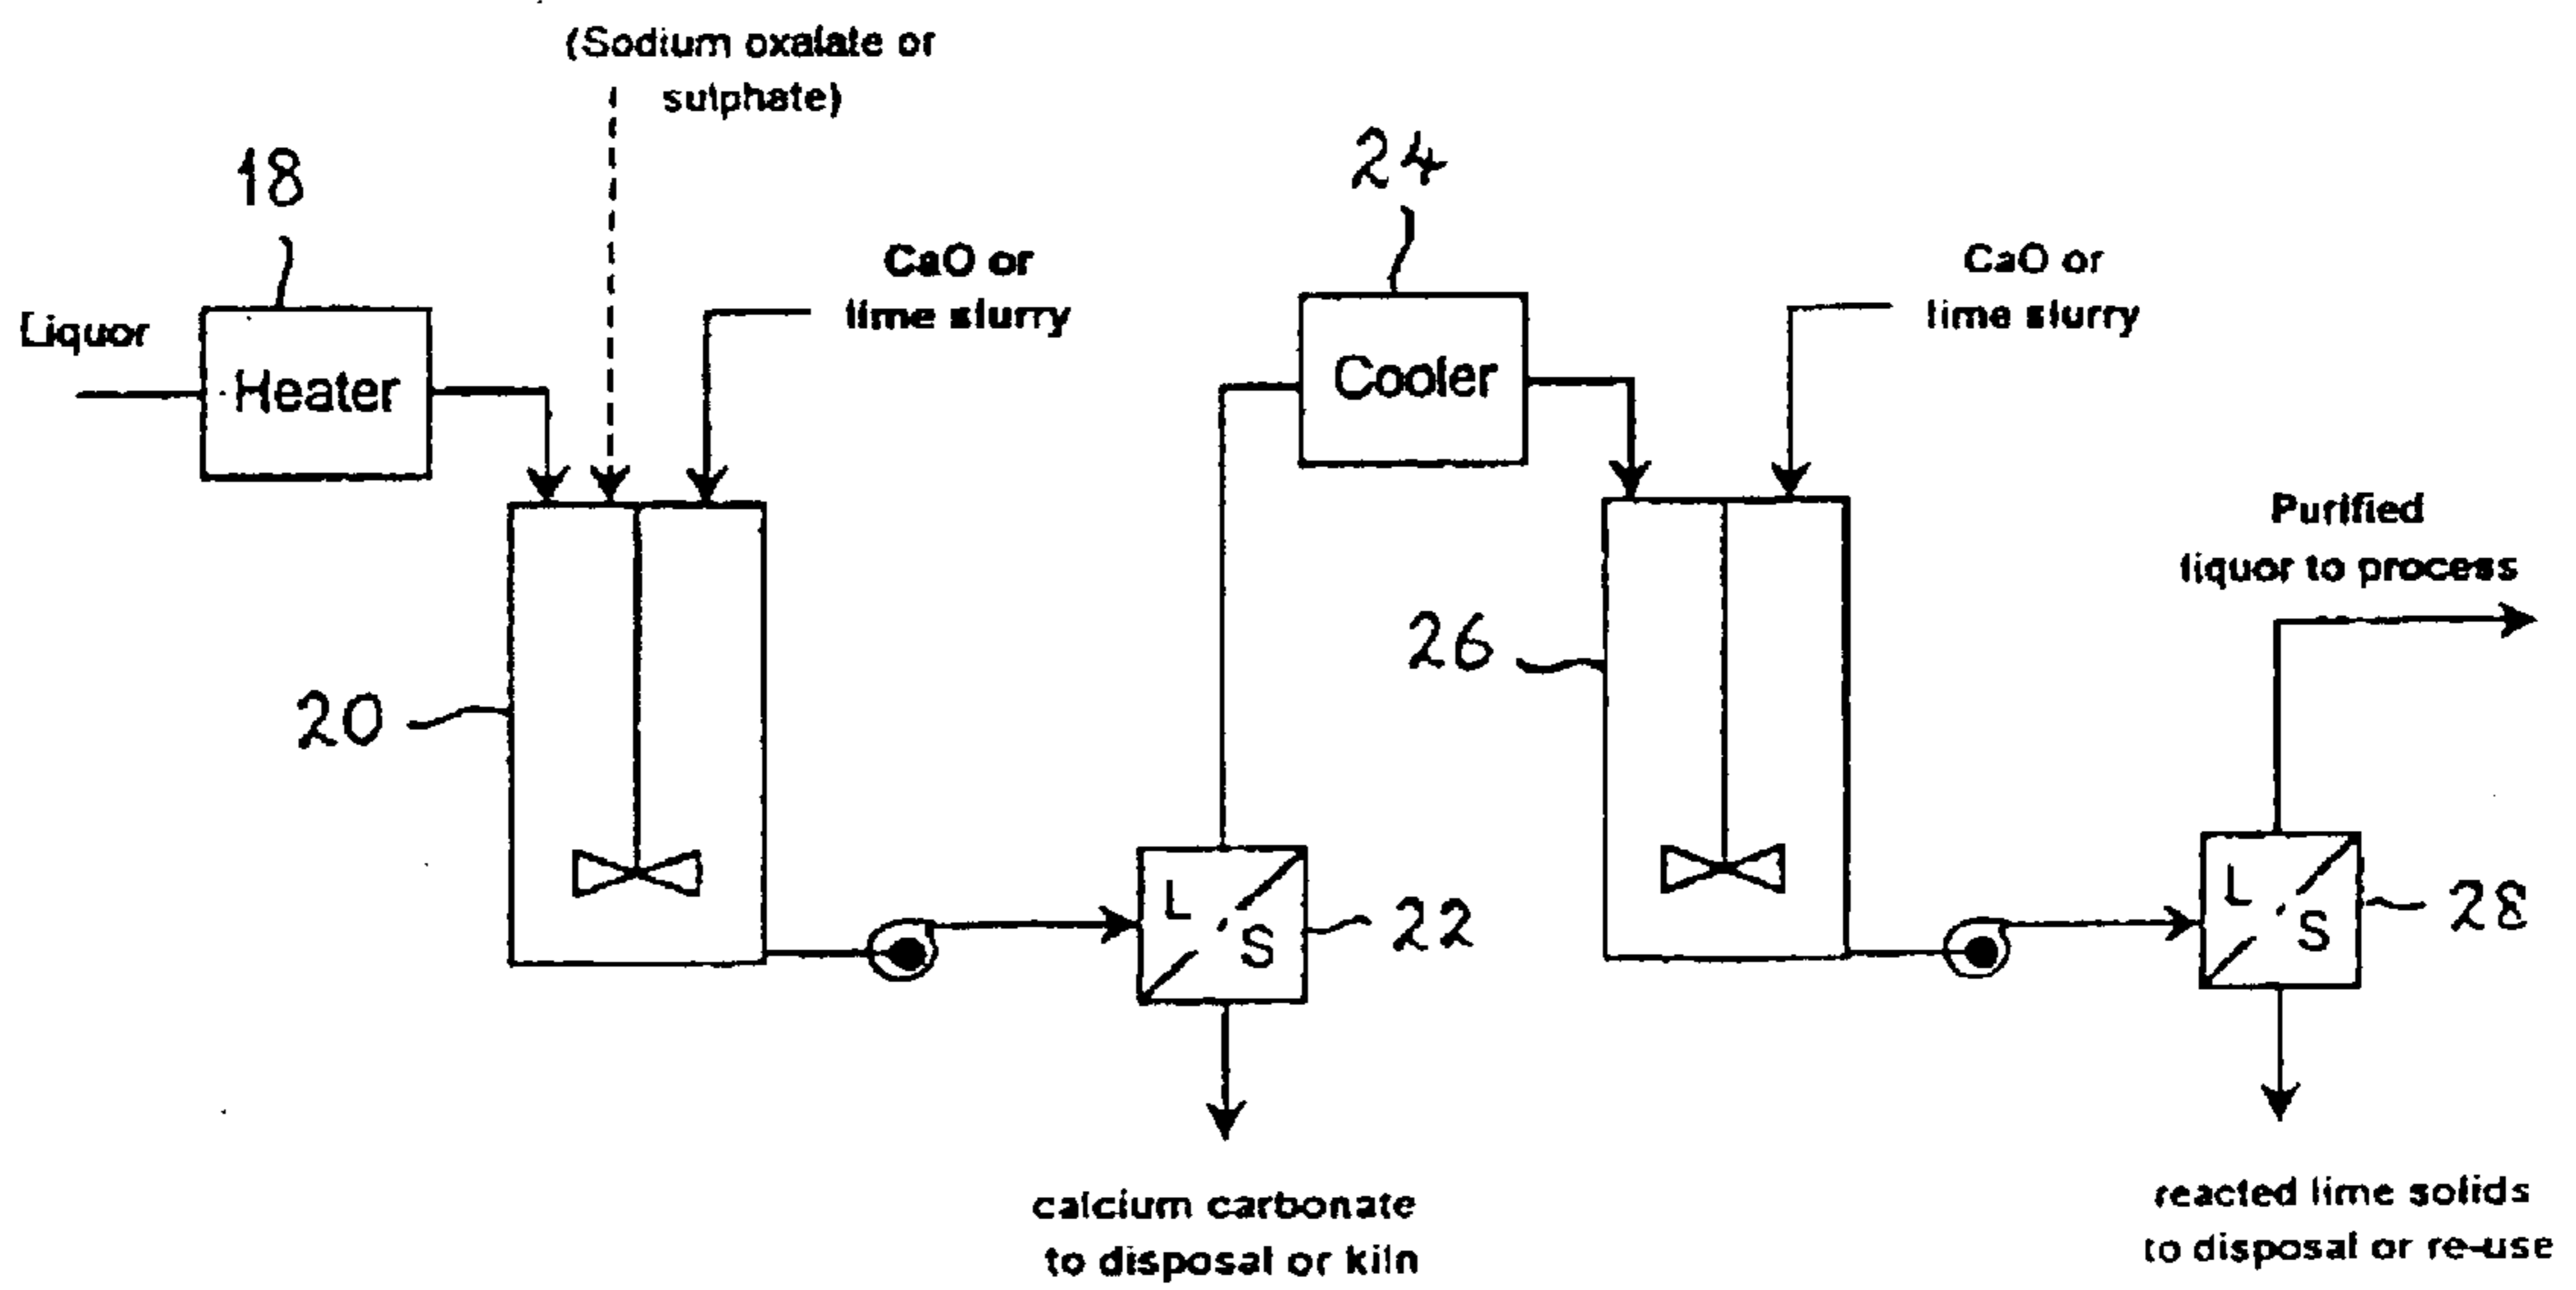 (Sodium oxalate or
sulphate)
18
24
CaO or
lime slurry
CaO or
lime slurry
Liquor
Heater
Cooler
Purified
liquor to process
26
20
L
S
22
L
S
28
calcium carbonate
to disposal or kiln
reacted lime solids
to disposal or re-use